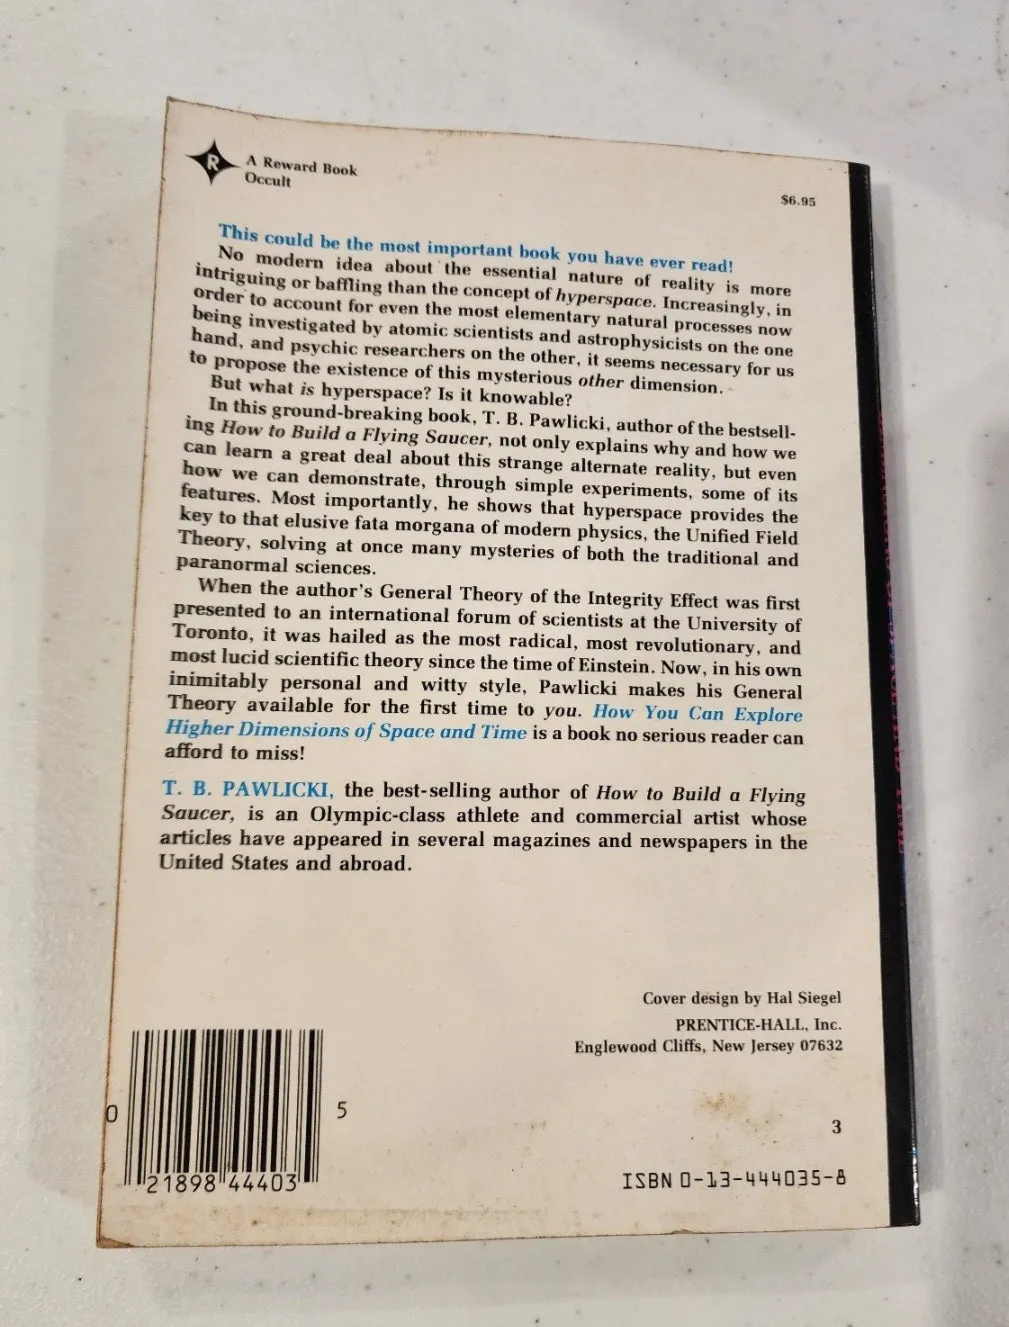 R
A Reward Book
Occult
$6.95
This could be the most important book you have ever read!
No modern idea about the essential nature of reality is more
intriguing or baffling than the concept of hyperspace. Increasingly, in
order to account for even the most elementary natural processes now
being investigated by atomic scientists and astrophysicists on the one
hand, and psychic researchers on the other, it seems necessary for us
to propose the existence of this mysterious other dimension.
But what is hyperspace? Is it knowable?
In this ground-breaking book, T. B. Pawlicki, author of the bestsell-
ing How to Build a Flying Saucer, not only explains why and how we
can learn a great deal about this strange alternate reality, but even
how we can demonstrate, through simple experiments, some of its
features. Most importantly, he shows that hyperspace provides the
key to that elusive fata morgana of modern physics, the Unified Field
Theory, solving at once many mysteries of both the traditional and
paranormal sciences.
When the author's General Theory of the Integrity Effect was first
presented to an international forum of scientists at the University of
Toronto, it was hailed as the most radical, most revolutionary, and
most lucid scientific theory since the time of Einstein. Now, in his own
inimitably personal and witty style, Pawlicki makes his General
Theory available for the first time to you. How You Can Explore
Higher Dimensions of Space and Time is a book no serious reader can
afford to miss!
T. B. PAWLICKI, the best-selling author of How to Build a Flying
Saucer, is an Olympic-class athlete and commercial artist whose
articles have appeared in several magazines and newspapers in the
United States and abroad.
Cover design by Hal Siegel
PRENTICE-HALL, Inc.
Englewood Cliffs, New Jersey 07632
0 21898 44403 5
3
ISBN 0-13-444035-8